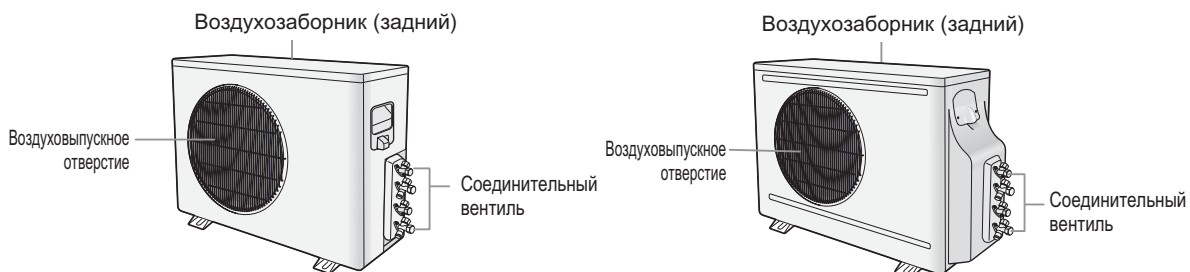 Воздухозаборник (задний)
Воздуховыпускное
отверстие
Соединительный
вентиль
Воздухозаборник (задний)
Воздуховыпускное
отверстие
Соединительный
вентиль